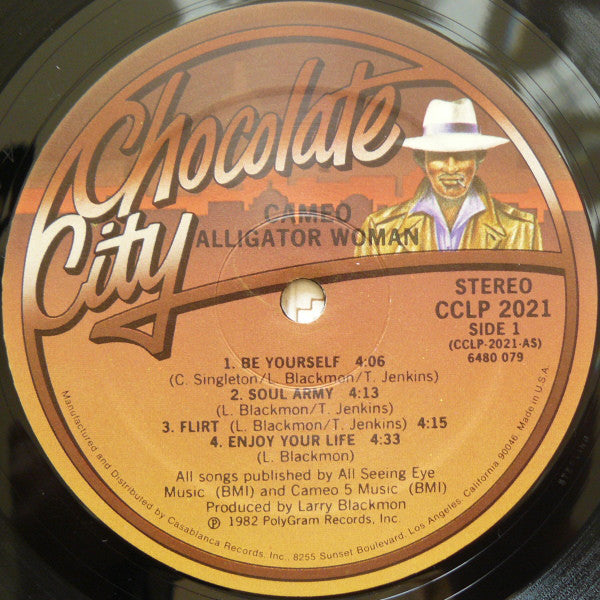 Chocolate
City
CAMEO
ALLIGATOR WOMAN
STEREO
CCLP 2021
SIDE 1
(CCLP-2021-AS)
6480 079
1. BE YOURSELF 4:06
(C. Singleton/L. Blackmon/T. Jenkins)
2. SOUL ARMY 4:13
(L. Blackmon/T. Jenkins)
3. FLIRT (L. Blackmon/T. Jenkins) 4:15
4. ENJOY YOUR LIFE 4:33
(L. Blackmon)
All songs published by All Seeing Eye
Music (BMI) and Cameo 5 Music (BMI)
Produced by Larry Blackmon
℗ 1982 PolyGram Records, Inc.
Manufactured and Distributed by Casablanca Records, Inc., 8255 Sunset Boulevard, Los Angeles, California 90046. Made in U.S.A.